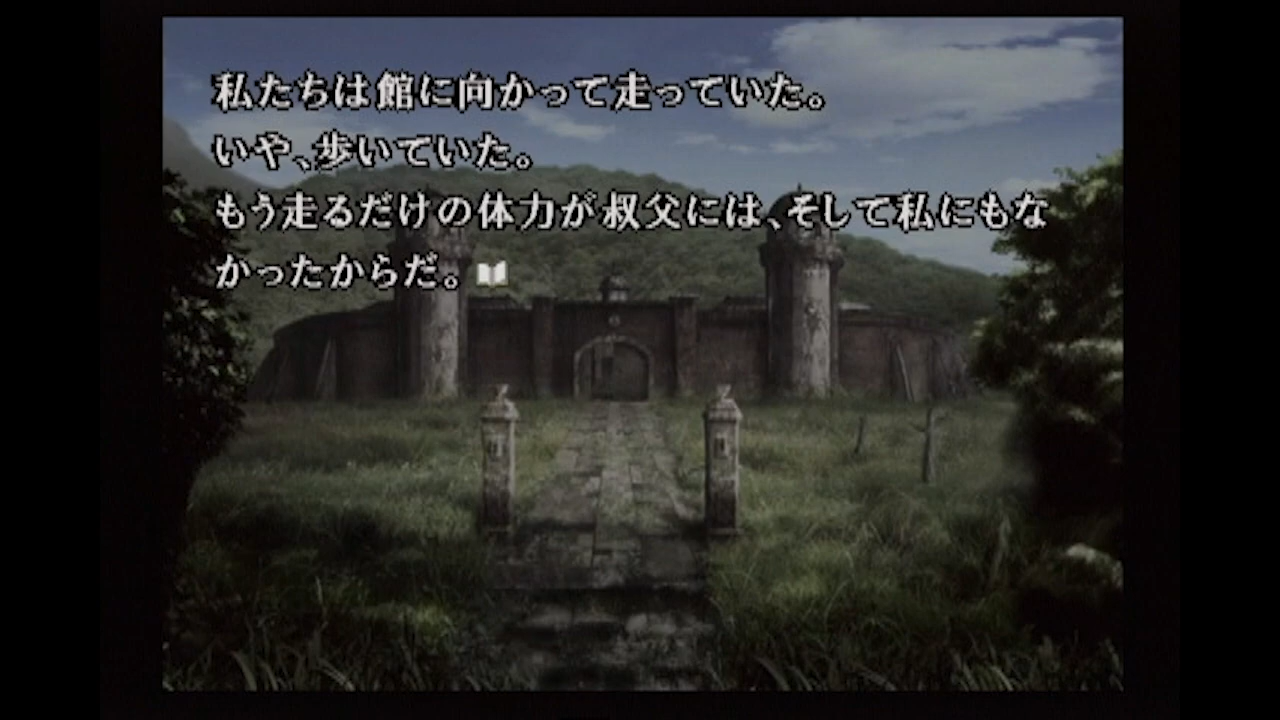 私たちは館に向かって走っていた。
いや、歩いていた。
もう走るだけの体力が叔父には、そして私にもな
かったからだ。